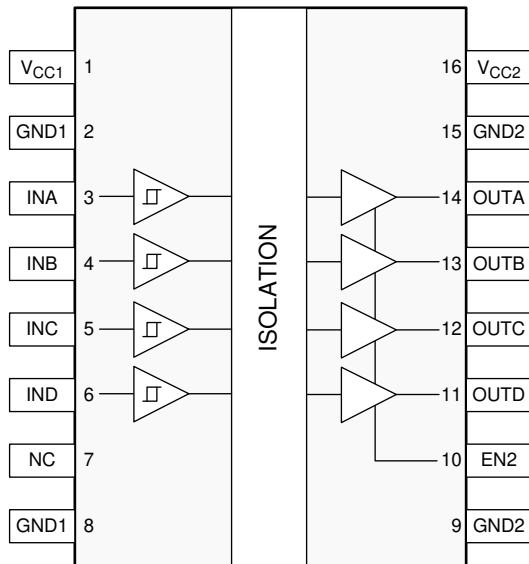 VCC1 1 16 VCC2
GND1 2 15 GND2
INA 3 14 OUTA
INB 4 13 OUTB
INC 5 12 OUTC
IND 6 11 OUTD
NC 7 10 EN2
GND1 8 9 GND2
ISOLATION